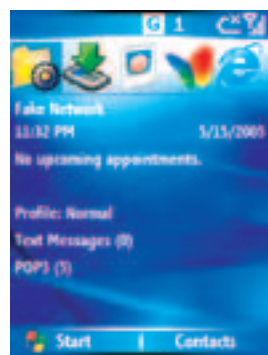 G 1
Fake Network
11:32 PM 5/15/2005
No upcoming appointments.
Profile: Normal
Text Messages (0)
POP3 (5)
Start Contacts